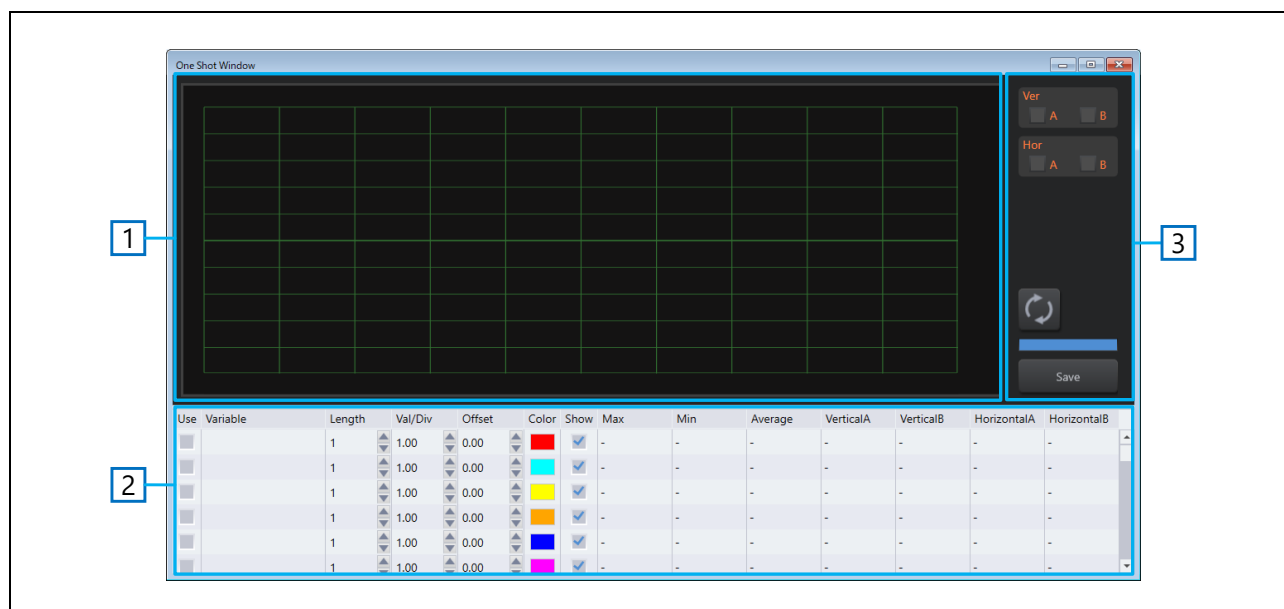 One Shot Window
Ver
A B
Hor
A B
1
3
Save
Use Variable Length Val/Div Offset Color Show Max Min Average VerticalA VerticalB HorizontalA HorizontalB
1 1.00 0.00 - - - - - - -
1 1.00 0.00 - - - - - - -
2
1 1.00 0.00 - - - - - - -
1 1.00 0.00 - - - - - - -
1 1.00 0.00 - - - - - - -
1 1.00 0.00 - - - - - - -